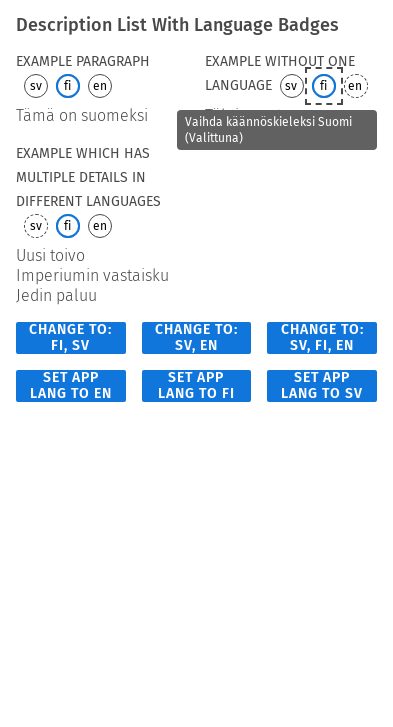 Description List With Language Badges
EXAMPLE PARAGRAPH
sv fi en
Tämä on suomeksi
EXAMPLE WITHOUT ONE
LANGUAGE sv fi en
Vaihda käännöskieleksi Suomi
(Valittuna)
EXAMPLE WHICH HAS
MULTIPLE DETAILS IN
DIFFERENT LANGUAGES
sv fi en
Uusi toivo
Imperiumin vastaisku
Jedin paluu
CHANGE TO:
FI, SV
CHANGE TO:
SV, EN
CHANGE TO:
SV, FI, EN
SET APP
LANG TO EN
SET APP
LANG TO FI
SET APP
LANG TO SV